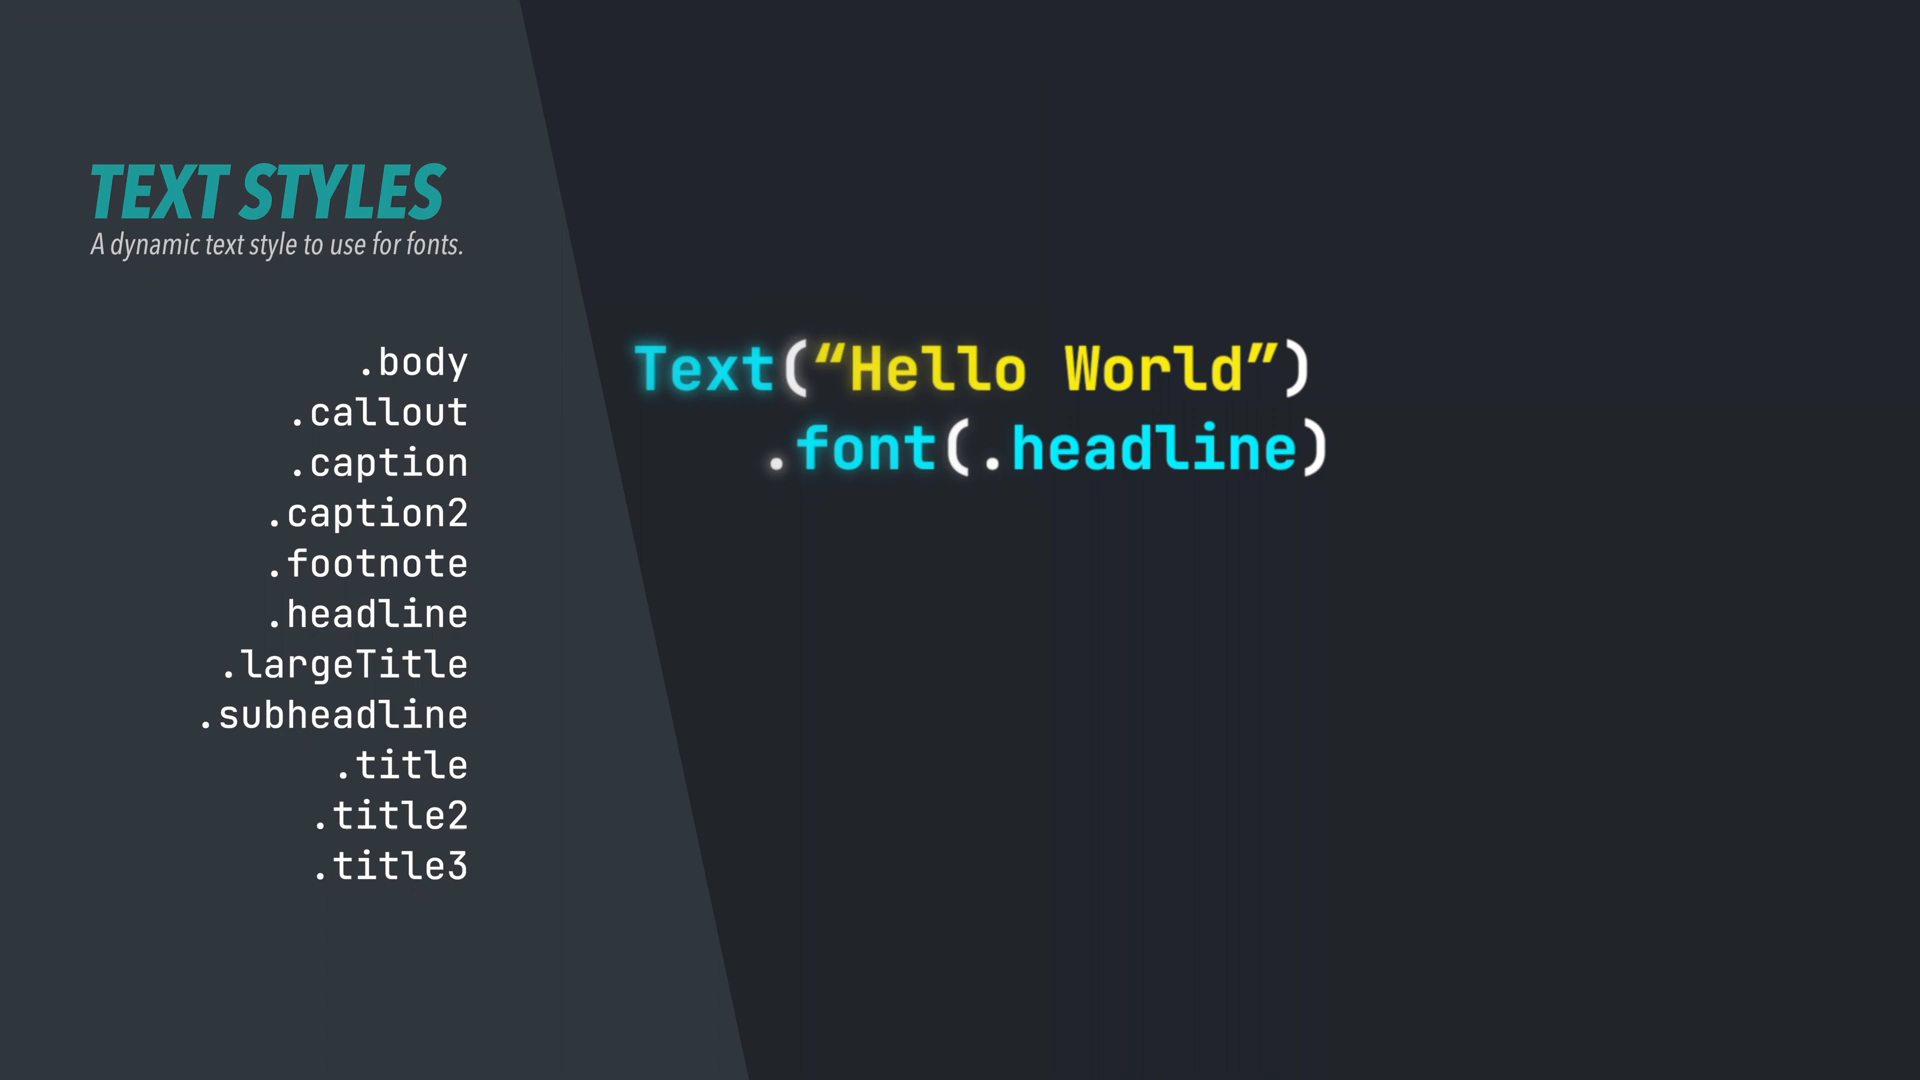 TEXT STYLES
A dynamic text style to use for fonts.
.body
.callout
.caption
.caption2
.footnote
.headline
.largeTitle
.subheadline
.title
.title2
.title3
Text(“Hello World”)
.font(.headline)